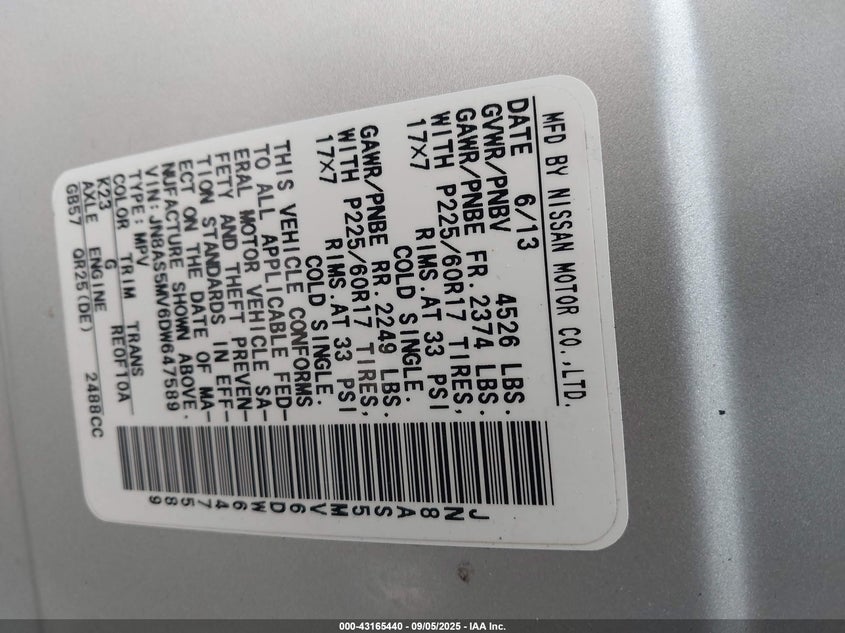 MFD BY NISSAN MOTOR CO.,LTD.
DATE 6/13
GVWR/PNBV 4526 LBS.
GAWR/PNBE FR. 2374 LBS.
WITH P225/60R17 TIRES,
17X7 RIMS.AT 33 PSI
COLD SINGLE.
GAWR/PNBE RR. 2249 LBS.
WITH P225/60R17 TIRES,
17X7 RIMS.AT 33 PSI
COLD SINGLE.
THIS VEHICLE CONFORMS
TO ALL APPLICABLE FED-
ERAL MOTOR VEHICLE SA-
FETY AND THEFT PREVEN-
TION STANDARDS IN EFF-
ECT ON THE DATE OF MA-
NUFACTURE SHOWN ABOVE.
VIN: JN8AS5MV6DW647589
TYPE: MPV
COLOR TRIM TRANS
K23 G RE0FT0A
AXLE ENGINE
GB57 QR25(DE) 2488CC
JN8AS5MV6DW647589
000-43165440 - 09/05/2025 - IAA Inc.